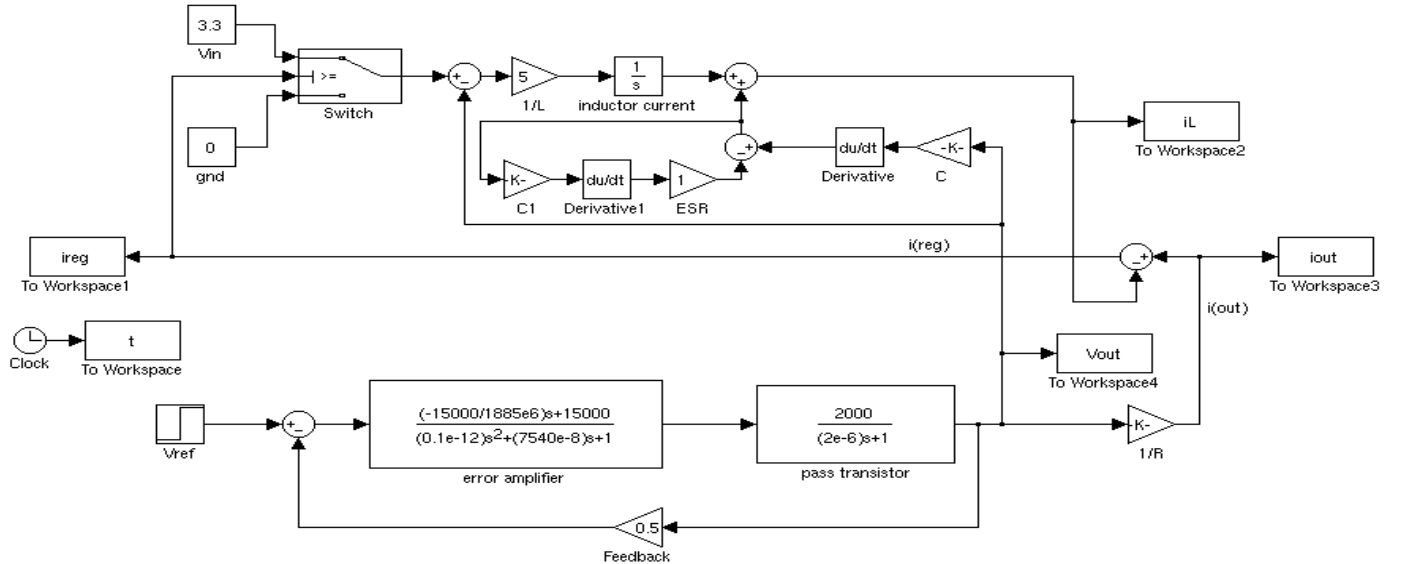 3.3
Vin
>=
Switch
0
gnd
+
-
5
1/L
1
s
inductor current
+
+
iL
To Workspace2
-
+
du/dt
Derivative
-K-
C
-K-
C1
du/dt
Derivative1
1
ESR
ireg
To Workspace1
i(reg)
-
+
iout
To Workspace3
i(out)
Clock
t
To Workspace
Vout
To Workspace4
Vref
+
-
(-15000/1885e6)s+15000
(0.1e-12)s2+(7540e-8)s+1
error amplifier
2000
(2e-6)s+1
pass transistor
-K-
1/R
0.5
Feedback